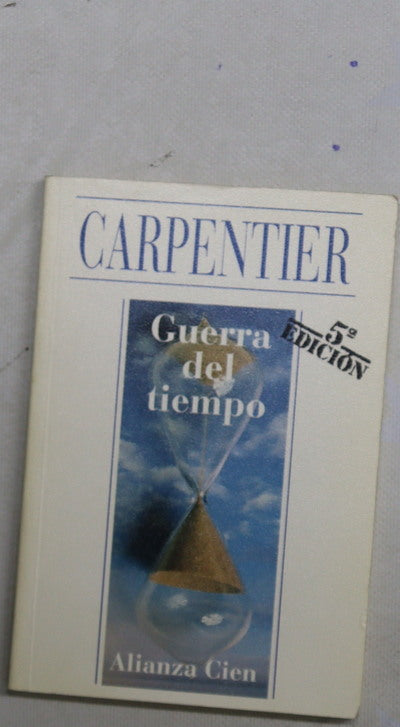 CARPENTIER
Guerra
del
tiempo
5ª
EDICIÓN
Alianza Cien